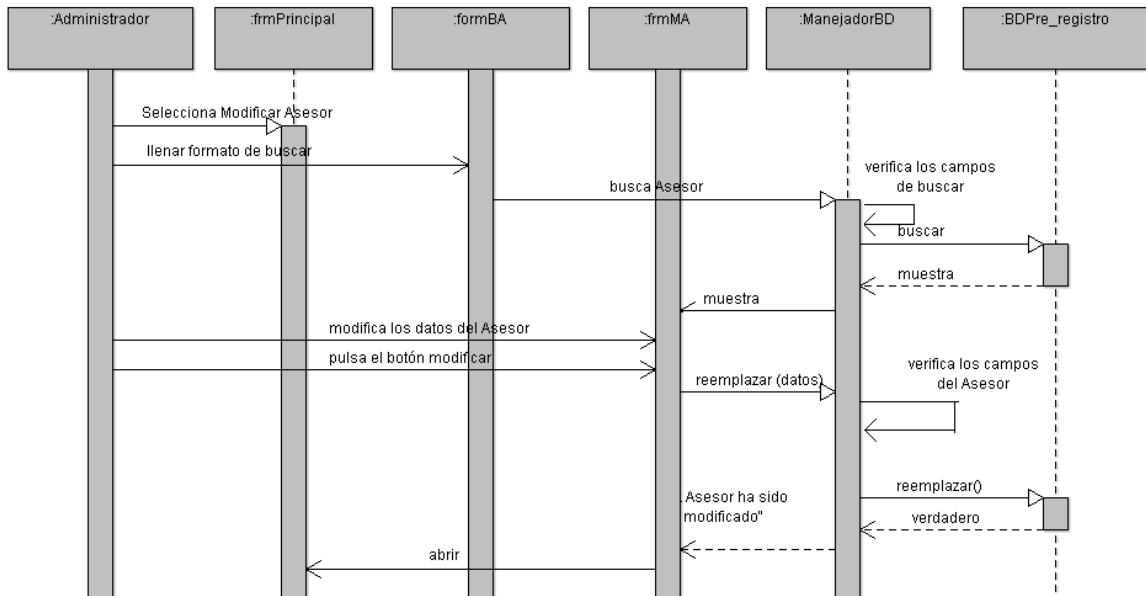 :Administrador
:frmPrincipal
:formBA
:frmMA
:ManejadorBD
:BDPre_registro
Selecciona Modificar Asesor
llenar formato de buscar
busca Asesor
verifica los campos
de buscar
buscar
muestra
muestra
modifica los datos del Asesor
pulsa el botón modificar
reemplazar (datos)
verifica los campos
del Asesor
reemplazar()
Asesor ha sido
modificado"
verdadero
abrir